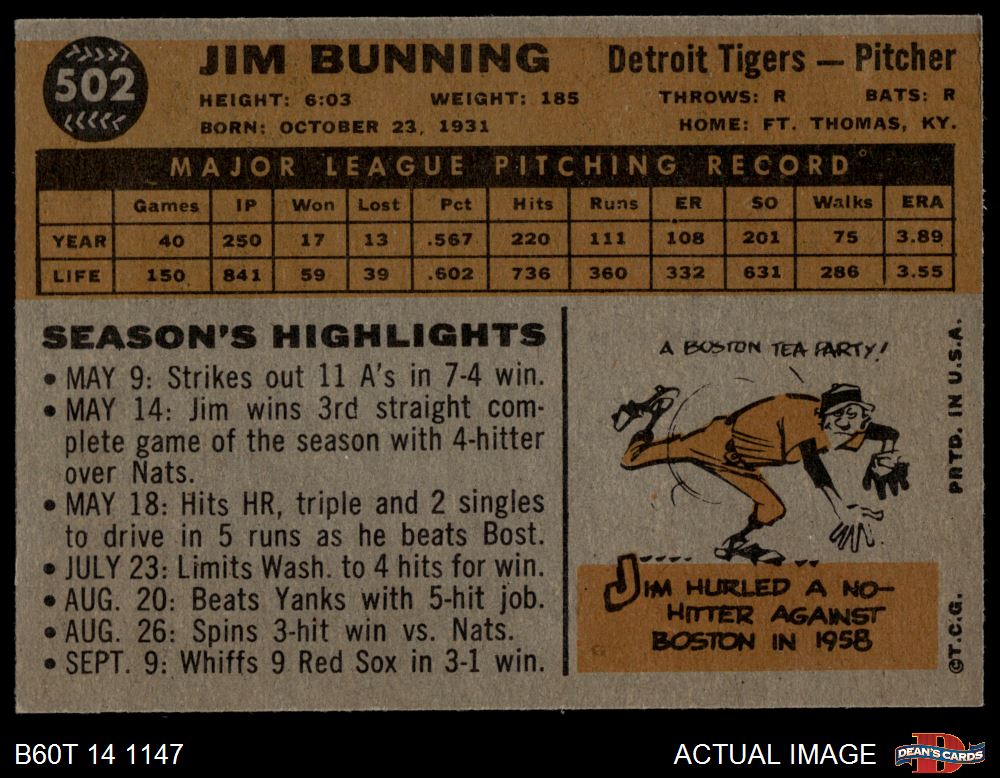 502
JIM BUNNING
Detroit Tigers — Pitcher
HEIGHT: 6:03 WEIGHT: 185 THROWS: R BATS: R
BORN: OCTOBER 23, 1931 HOME: FT. THOMAS, KY.
MAJOR LEAGUE PITCHING RECORD
Games IP Won Lost Pct Hits Runs ER SO Walks ERA
YEAR 40 250 17 13 .567 220 111 108 201 75 3.89
LIFE 150 841 59 39 .602 736 360 332 631 286 3.55
SEASON'S HIGHLIGHTS
• MAY 9: Strikes out 11 A's in 7-4 win.
• MAY 14: Jim wins 3rd straight com-
plete game of the season with 4-hitter
over Nats.
• MAY 18: Hits HR, triple and 2 singles
to drive in 5 runs as he beats Bost.
• JULY 23: Limits Wash. to 4 hits for win.
• AUG. 20: Beats Yanks with 5-hit job.
• AUG. 26: Spins 3-hit win vs. Nats.
• SEPT. 9: Whiffs 9 Red Sox in 3-1 win.
A BOSTON TEA PARTY!
JIM HURLED A NO-
HITTER AGAINST
BOSTON IN 1958
©T.C.G. PRTD. IN U.S.A.
B60T 14 1147
ACTUAL IMAGE
DEAN'S CARDS